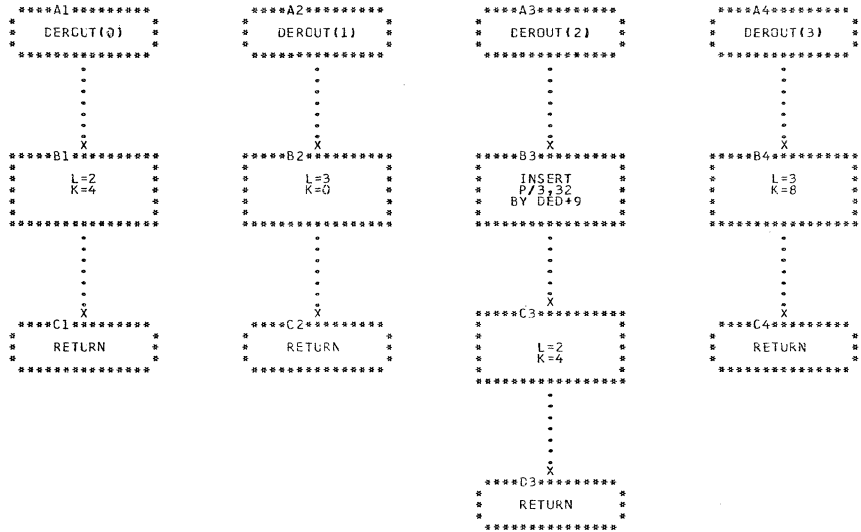 A1
DEROUT(0)
B1
L=2
K=4
C1
RETURN
A2
DEROUT(1)
B2
L=3
K=0
C2
RETURN
A3
DEROUT(2)
B3
INSERT
P/3,32
BY DED+9
C3
L=2
K=4
D3
RETURN
A4
DEROUT(3)
B4
L=3
K=8
C4
RETURN